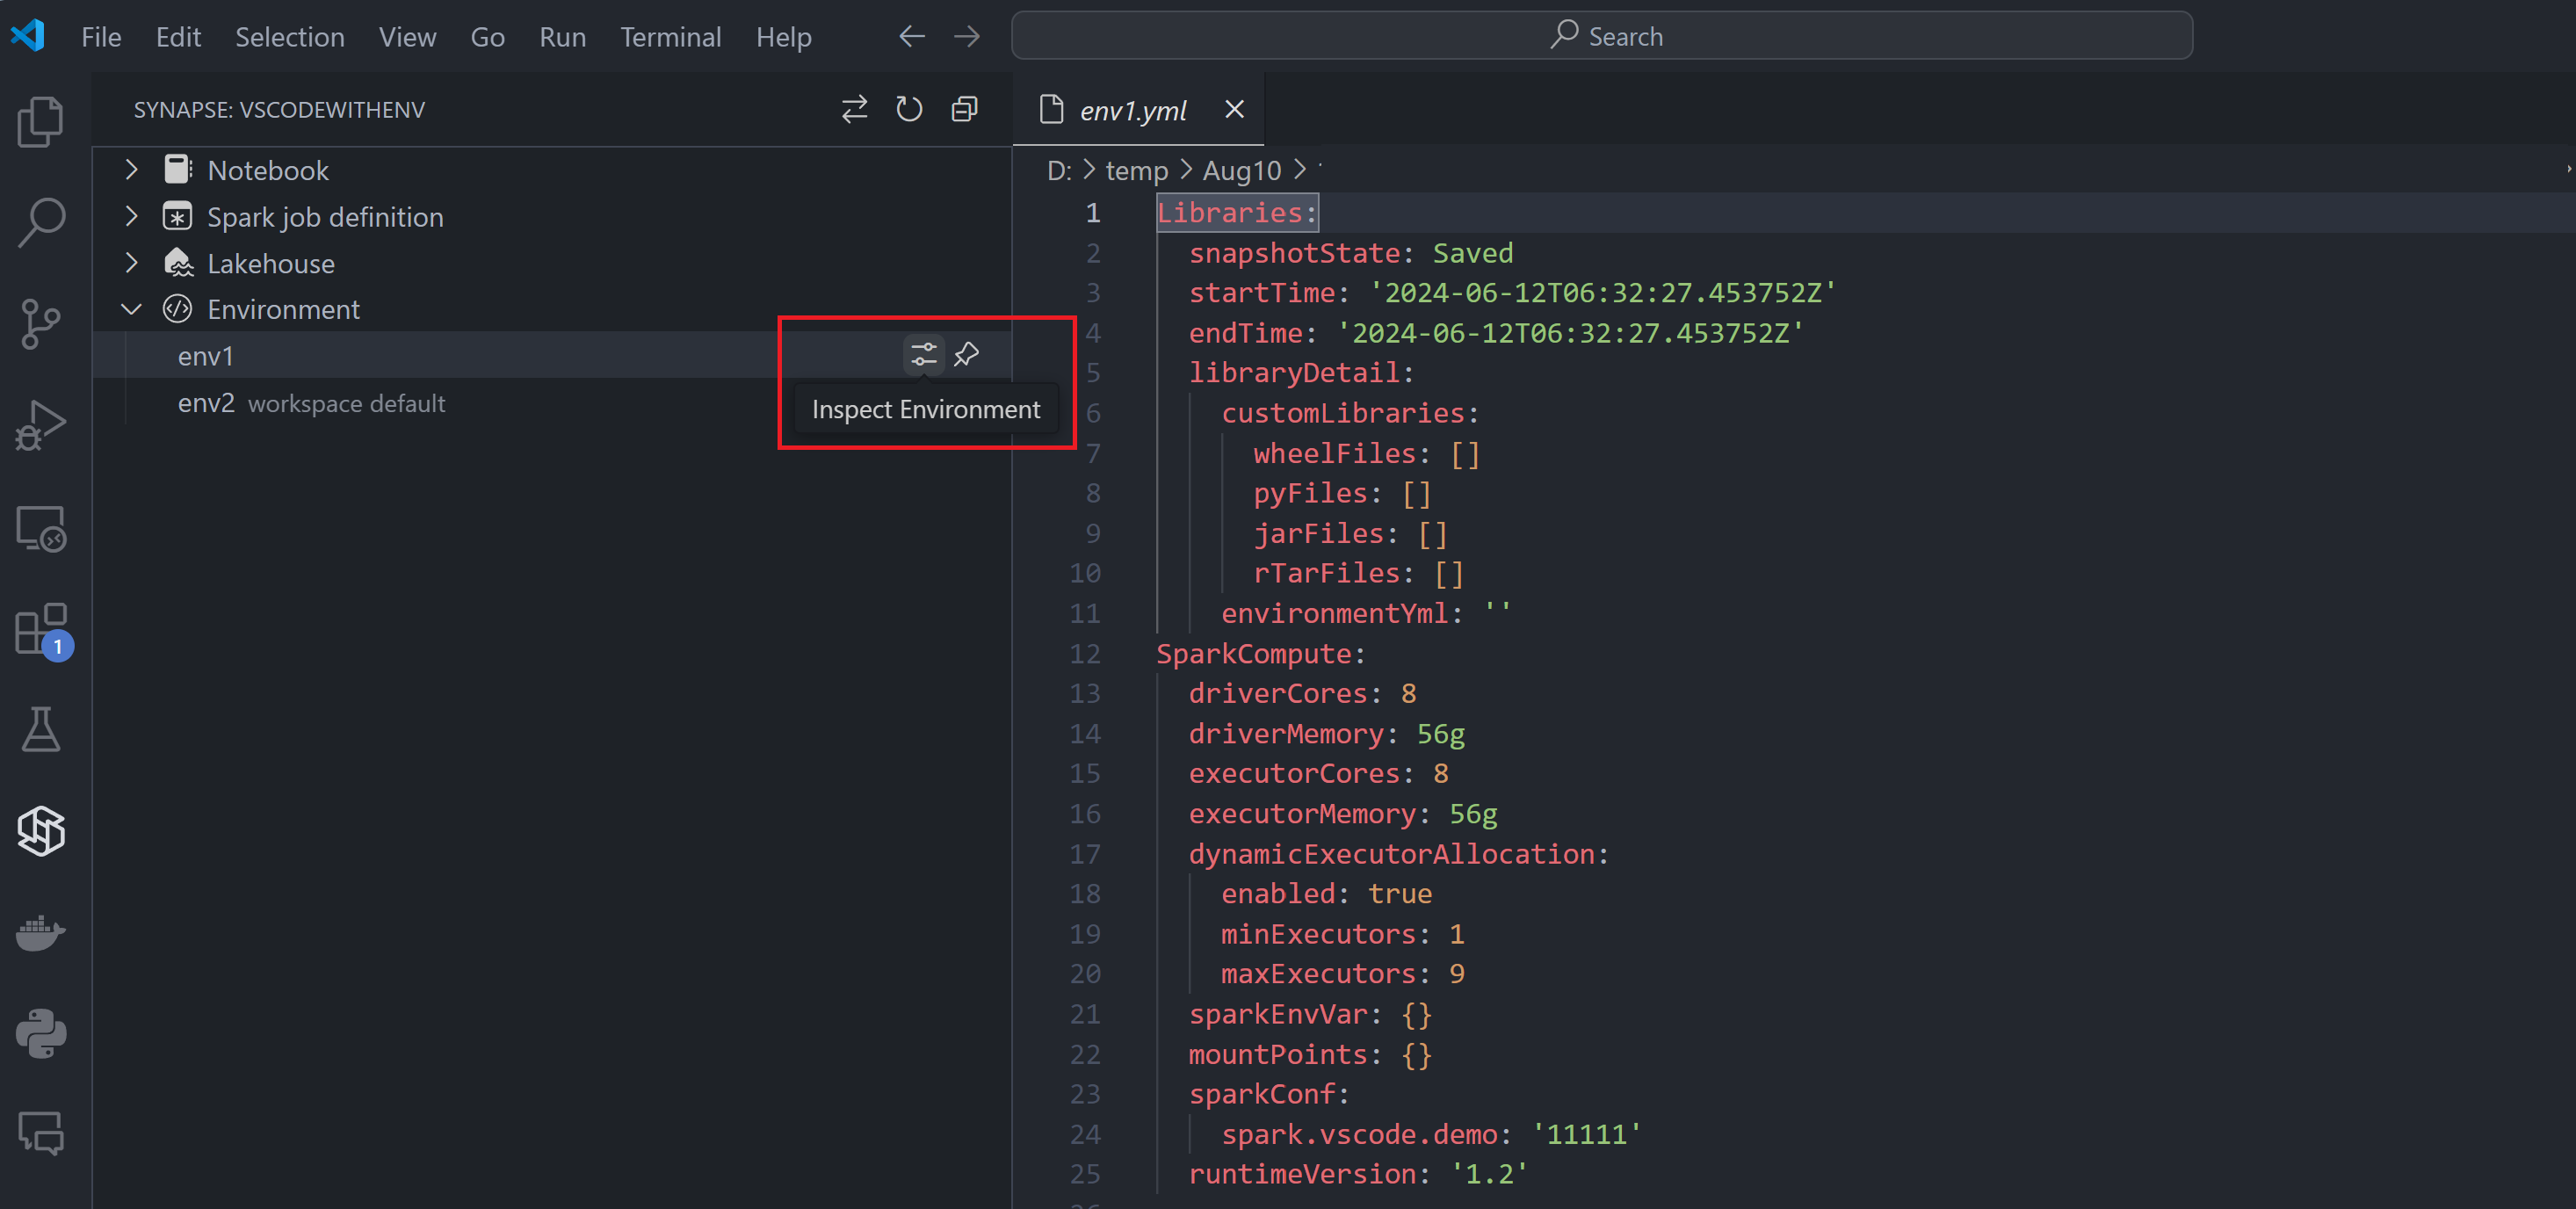 File Edit Selection View Go Run Terminal Help
Search
SYNAPSE: VSCODEWITHENV
Notebook
Spark job definition
Lakehouse
Environment
env1
env2 workspace default
Inspect Environment
1
env1.yml
D: > temp > Aug10 >
1 Libraries:
2 snapshotState: Saved
3 startTime: '2024-06-12T06:32:27.453752Z'
4 endTime: '2024-06-12T06:32:27.453752Z'
5 libraryDetail:
6 customLibraries:
7 wheelFiles: []
8 pyFiles: []
9 jarFiles: []
10 rTarFiles: []
11 environmentYml: ''
12 SparkCompute:
13 driverCores: 8
14 driverMemory: 56g
15 executorCores: 8
16 executorMemory: 56g
17 dynamicExecutorAllocation:
18 enabled: true
19 minExecutors: 1
20 maxExecutors: 9
21 sparkEnvVar: {}
22 mountPoints: {}
23 sparkConf:
24 spark.vscode.demo: '11111'
25 runtimeVersion: '1.2'